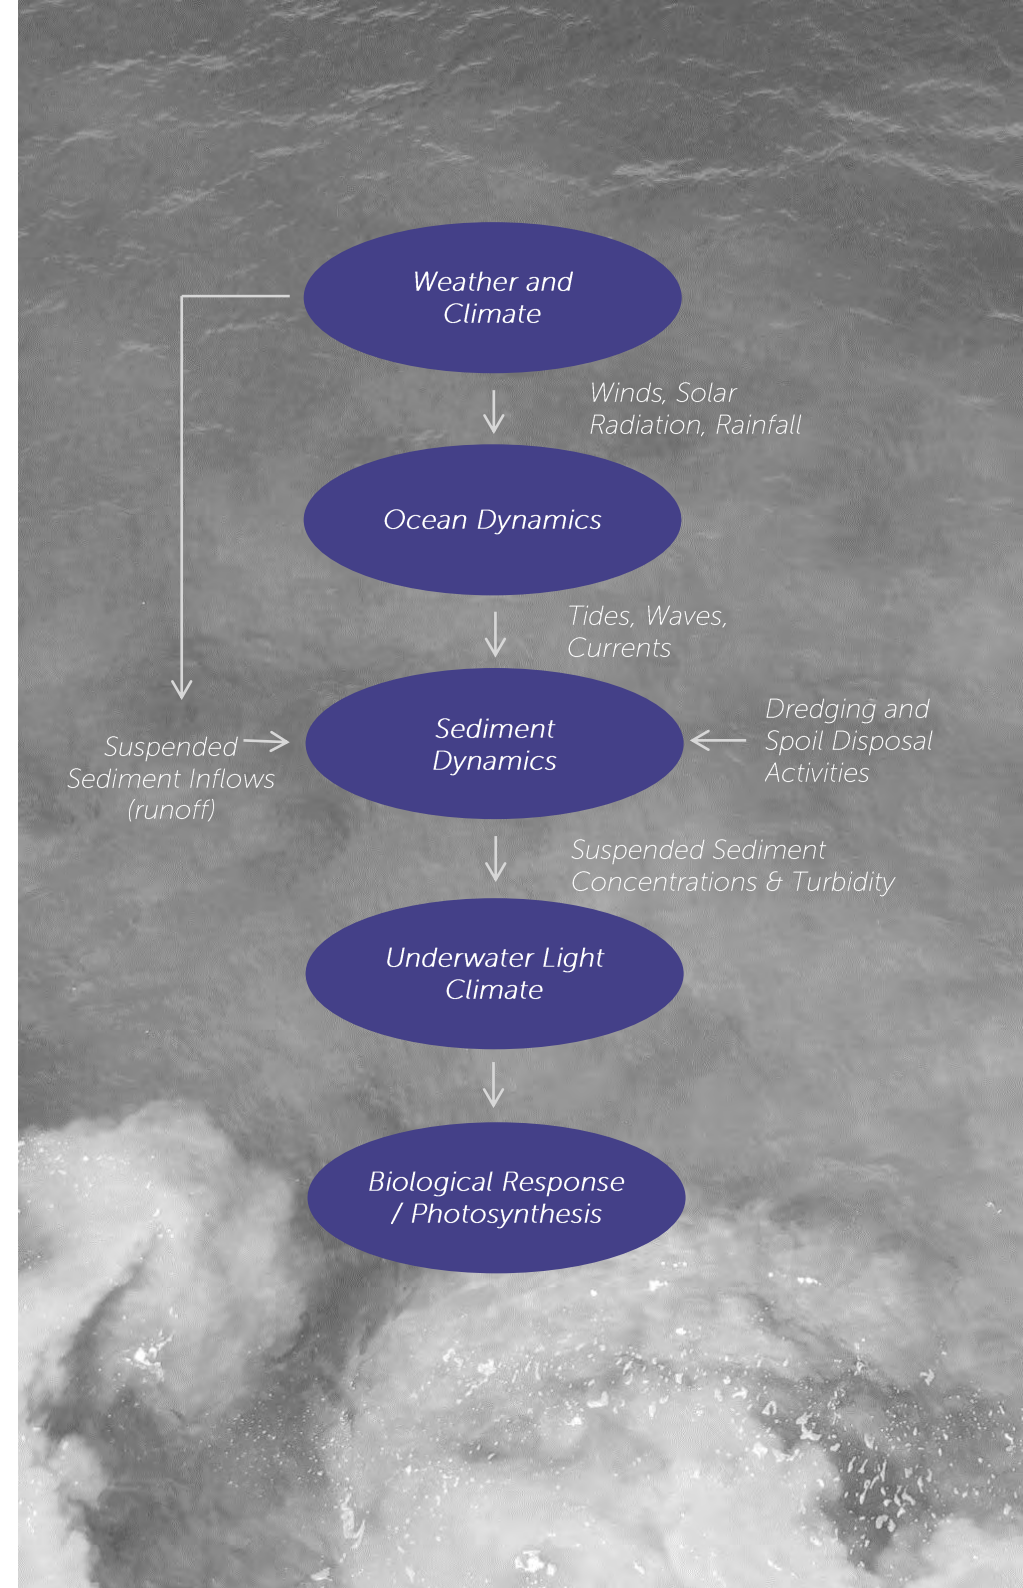 Weather and
Climate
Winds, Solar
Radiation, Rainfall
Ocean Dynamics
Tides, Waves,
Currents
Suspended
Sediment Inflows
(runoff)
Sediment
Dynamics
Dredging and
Spoil Disposal
Activities
Suspended Sediment
Concentrations & Turbidity
Underwater Light
Climate
Biological Response
/ Photosynthesis